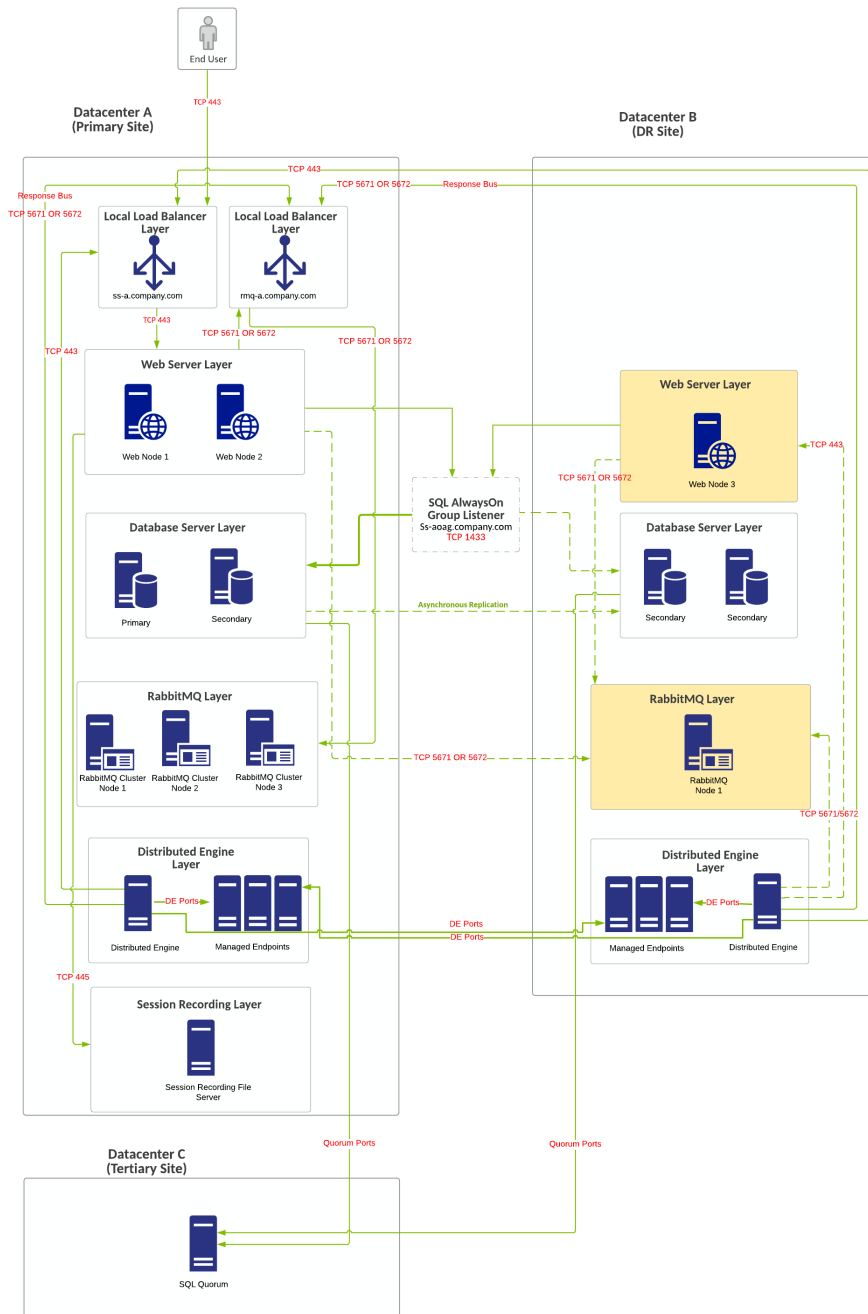 End User
TCP 443
Datacenter A
(Primary Site)
Datacenter B
(DR Site)
TCP 443
TCP 5671 OR 5672
Response Bus
Response Bus
TCP 5671 OR 5672
Local Load Balancer
Layer
ss-a.company.com
Local Load Balancer
Layer
rmq-a.company.com
TCP 443
TCP 5671 OR 5672
TCP 5671 OR 5672
TCP 443
Web Server Layer
Web Node 1
Web Node 2
Web Server Layer
Web Node 3
TCP 443
TCP 5671 OR 5672
SQL AlwaysOn
Group Listener
Ss-aoag.company.com
TCP 1433
Database Server Layer
Primary
Secondary
Database Server Layer
Secondary
Secondary
Asynchronous Replication
RabbitMQ Layer
RabbitMQ Cluster
Node 1
RabbitMQ Cluster
Node 2
RabbitMQ Cluster
Node 3
TCP 5671 OR 5672
RabbitMQ Layer
RabbitMQ
Node 1
TCP 5671/5672
Distributed Engine
Layer
DE Ports
Distributed Engine
Managed Endpoints
DE Ports
DE Ports
Distributed Engine
Layer
DE Ports
Managed Endpoints
Distributed Engine
TCP 445
Session Recording Layer
Session Recording File
Server
Quorum Ports
Quorum Ports
Datacenter C
(Tertiary Site)
SQL Quorum